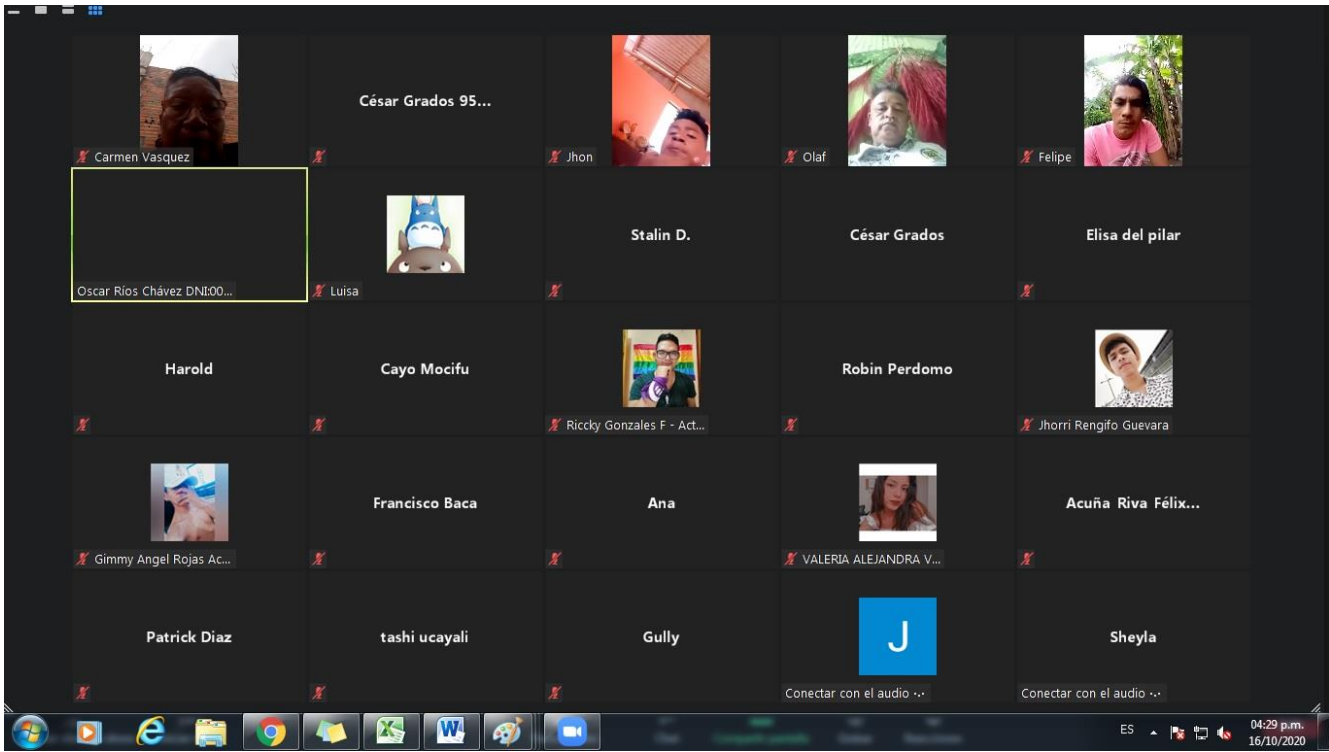 César Grados 95...
Carmen Vasquez
Jhon
Olaf
Felipe
Stalin D.
César Grados
Elisa del pilar
Oscar Ríos Chávez DNI:00...
Luisa
Harold
Cayo Mocifu
Robin Perdomo
Riccky Gonzales F - Act...
Jhorri Rengifo Guevara
Francisco Baca
Ana
Acuña Riva Félix...
Gimmy Angel Rojas Ac...
VALERIA ALEJANDRA V...
Patrick Diaz
tashi ucayali
Gully
J
Sheyla
Conectar con el audio ...
Conectar con el audio ...
ES
04:29 p.m.
16/10/2020